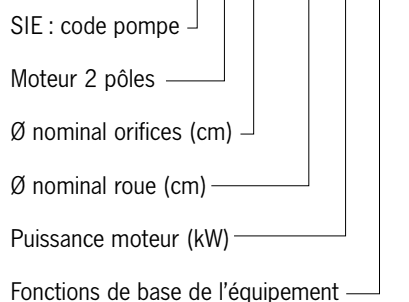 SIE : code pompe
Moteur 2 pôles
Ø nominal orifices (cm)
Ø nominal roue (cm)
Puissance moteur (kW)
Fonctions de base de l'équipement